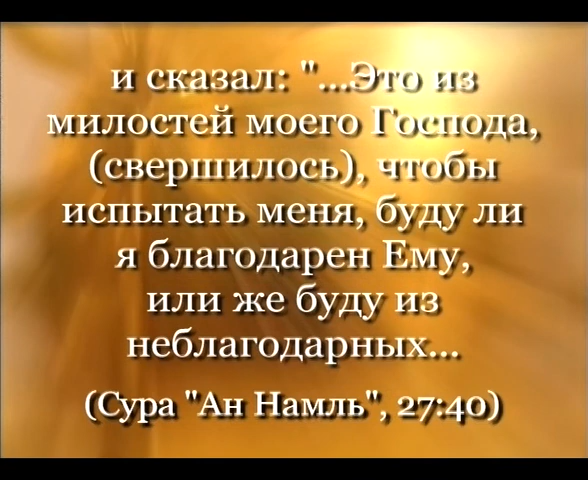 и сказал: "...Это из
милостей моего Господа,
(свершилось), чтобы
испытать меня, буду ли
я благодарен Ему,
или же буду из
неблагодарных...
(Сура "Ан Намль", 27:40)